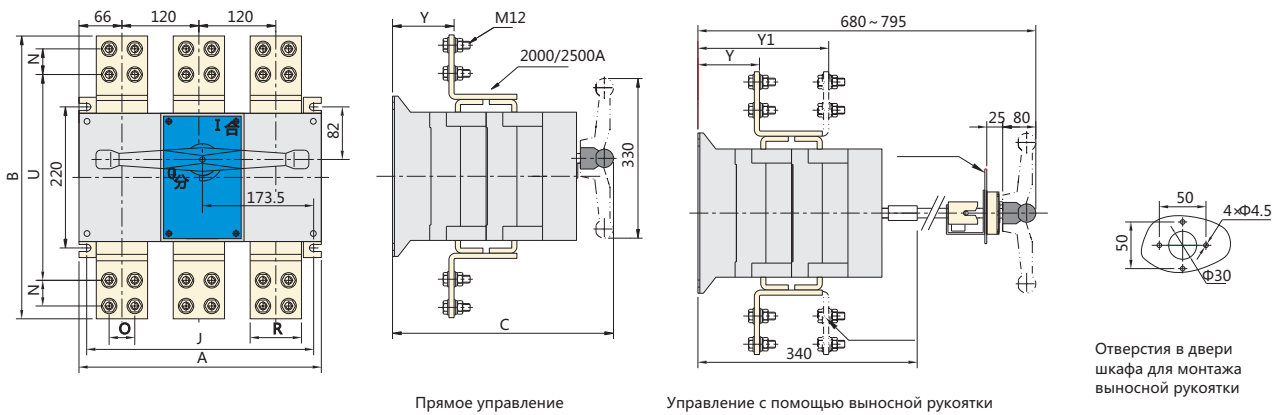 66
120
120
N
U
B
220
I 合
0 分
82
173.5
N
O
J
R
A
Y
M12
2000/2500A
330
C
680~795
Y1
Y
25
80
340
50
4×Φ4.5
50
Φ30
Отверстия в двери
шкафа для монтажа
выносной рукоятки
Прямое управление
Управление с помощью выносной рукоятки